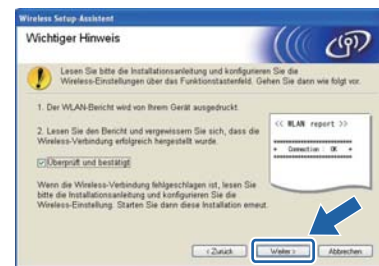 Wireless Setup-Assistent
Wichtiger Hinweis
Lesen Sie bitte die Installationsanleitung und konfigurieren Sie die
Wireless-Einstellungen über das Funktionstastenfeld. Gehen Sie dann wie folgt vor.
1. Der WLAN-Bericht wird von Ihrem Gerät ausgedruckt.
2. Lesen Sie den Bericht und vergewissern Sie sich, dass die
Wireless-Verbindung erfolgreich hergestellt wurde.
Überprüft und bestätigt
Wenn die Wireless-Verbindung fehlgeschlagen ist, lesen Sie
bitte die Installationsanleitung und konfigurieren Sie die
Wireless-Einstellung. Starten Sie dann diese Installation erneut.
<< WLAN report >>
Connection : OK
< Zurück
Weiter >
Abbrechen